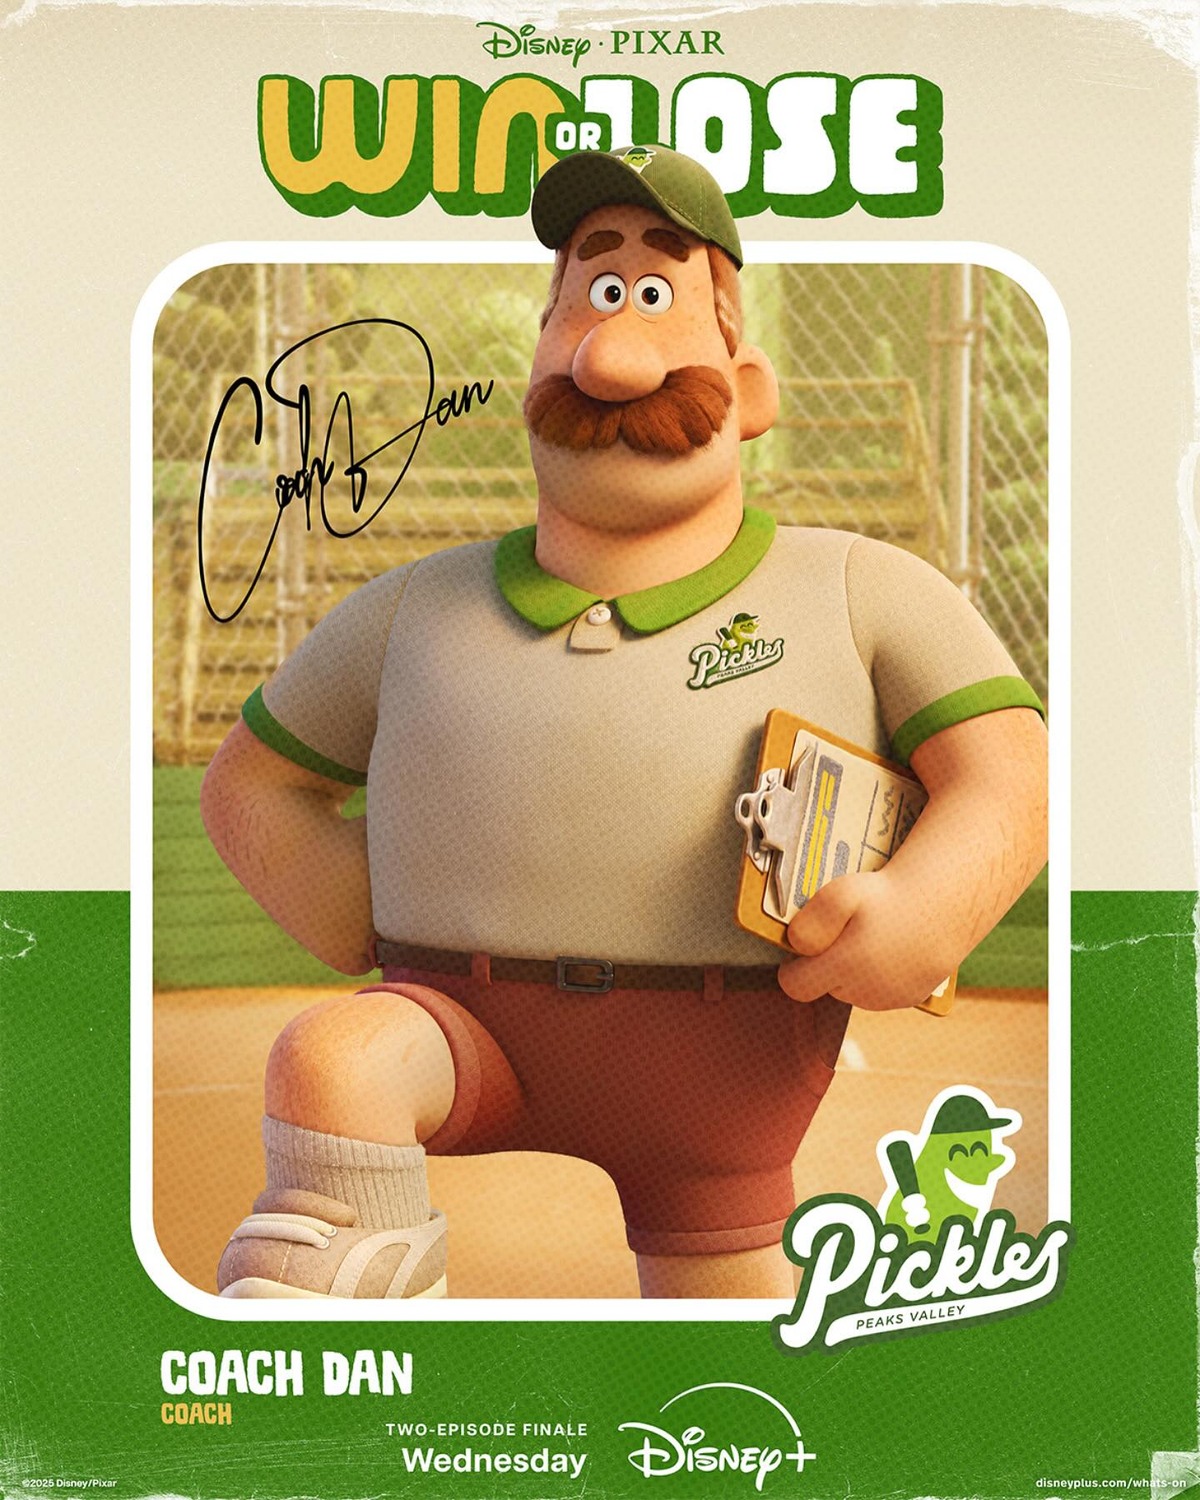 Disney · PIXAR
WIN OR LOSE
Coach Dan
Pickles
PEAKS VALLEY
Pickles
PEAKS VALLEY
COACH DAN
COACH
TWO-EPISODE FINALE
Wednesday
Disney+
©2025 Disney/Pixar
disneyplus.com/whats-on